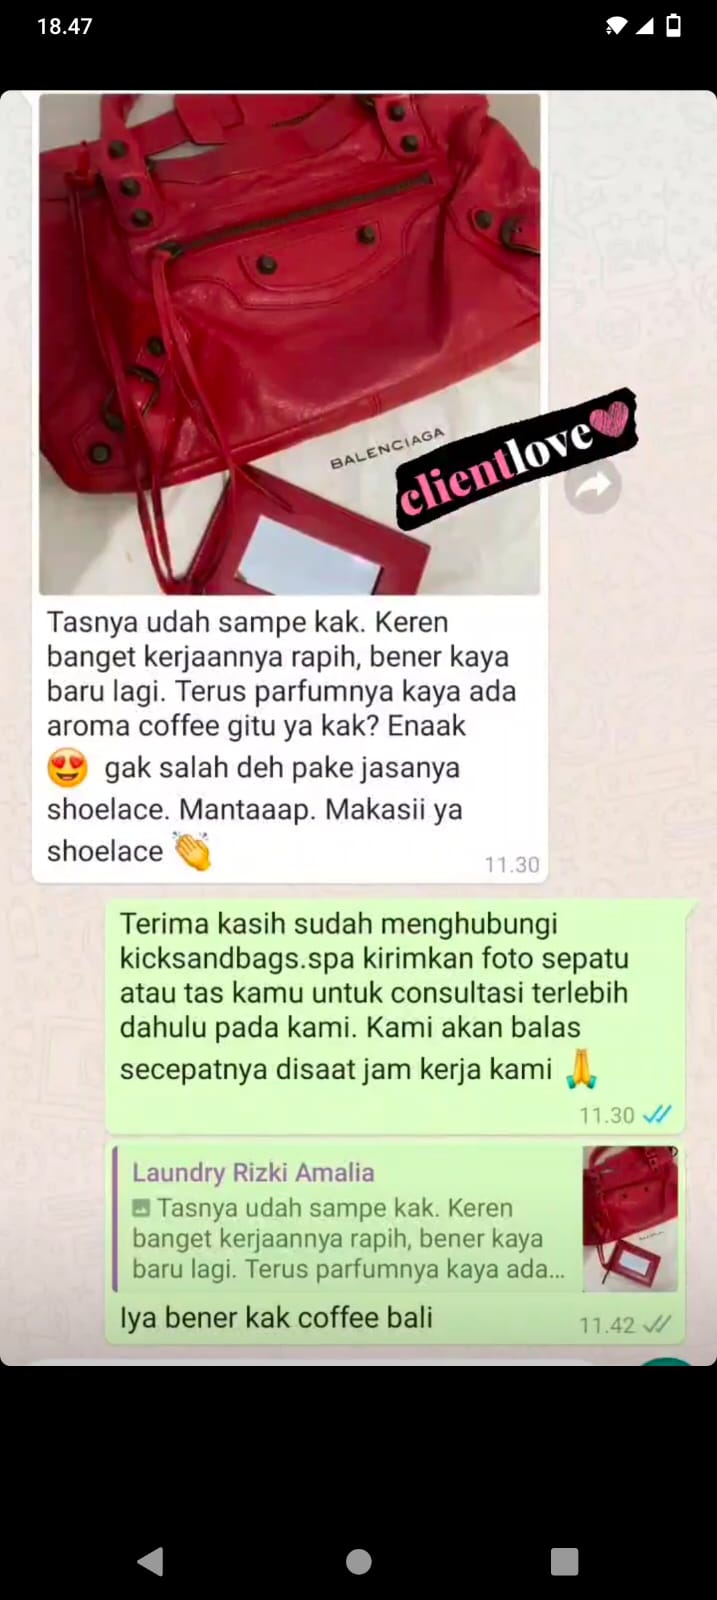 18.47
BALENCIAGA
clientlove
Tasnya udah sampe kak. Keren
banget kerjaannya rapih, bener kaya
baru lagi. Terus parfumnya kaya ada
aroma coffee gitu ya kak? Enaak
😍 gak salah deh pake jasanya
shoelace. Mantaaap. Makasii ya
shoelace 👏
11.30
Terima kasih sudah menghubungi
kicksandbags.spa kirimkan foto sepatu
atau tas kamu untuk consultasi terlebih
dahulu pada kami. Kami akan balas
secepatnya disaat jam kerja kami 🙏
11.30
Laundry Rizki Amalia
Tasnya udah sampe kak. Keren
banget kerjaannya rapih, bener kaya
baru lagi. Terus parfumnya kaya ada...
Iya bener kak coffee bali
11.42